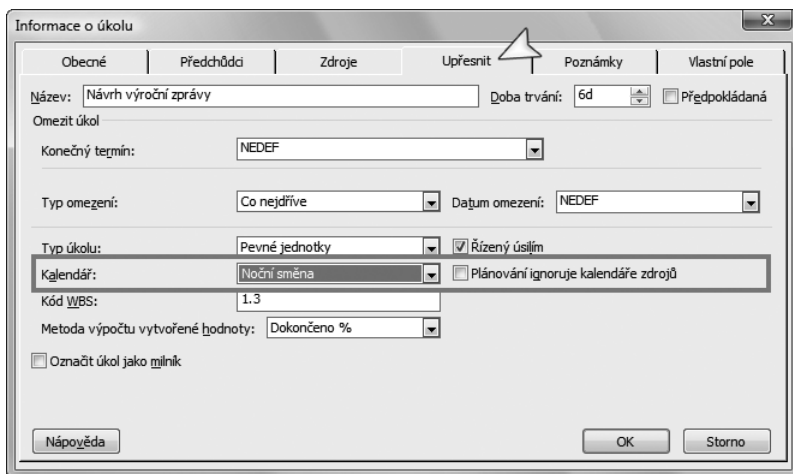 Informace o úkolu
Obecné Předchůdci Zdroje Upřesnit Poznámky Vlastní pole
Název: Návrh výroční zprávy Doba trvání: 6d Předpokládaná
Omezit úkol
Konečný termín: NEDEF
Typ omezení: Co nejdříve Datum omezení: NEDEF
Typ úkolu: Pevné jednotky Řízený úsilím
Kalendář: Noční směna Plánování ignoruje kalendáře zdrojů
Kód WBS: 1.3
Metoda výpočtu vytvořené hodnoty: Dokončeno %
Označit úkol jako milník
Nápověda OK Storno